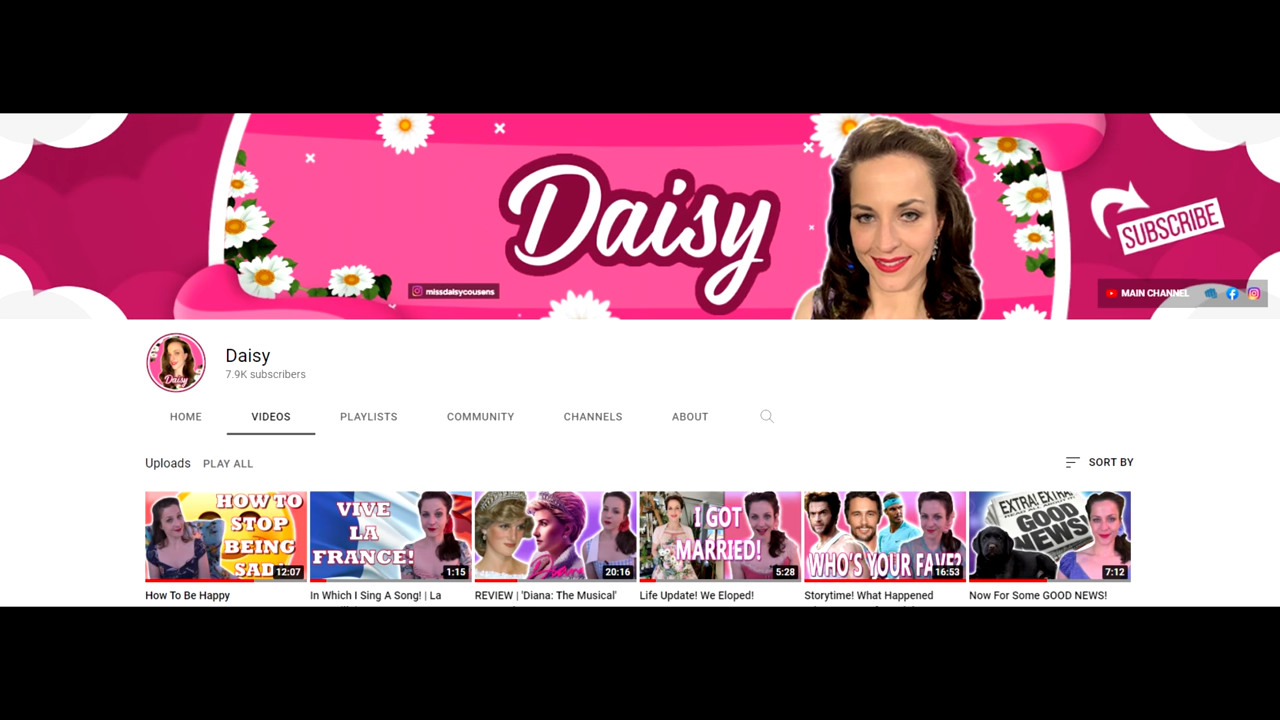 Daisy
missdaisycousens
SUBSCRIBE
MAIN CHANNEL
Daisy
Daisy
7.9K subscribers
HOME VIDEOS PLAYLISTS COMMUNITY CHANNELS ABOUT
Uploads PLAY ALL
SORT BY
HOW TO
STOP
BEING
SAD
12:07
How To Be Happy
VIVE
LA
FRANCE!
1:15
In Which I Sing A Song! | La
Diana
20:16
REVIEW | 'Diana: The Musical'
I GOT
MARRIED!
5:28
Life Update! We Eloped!
WHO'S YOUR FAVE?
16:53
Storytime! What Happened
EXTRA! EXTRA!
GOOD
NEWS
7:12
Now For Some GOOD NEWS!